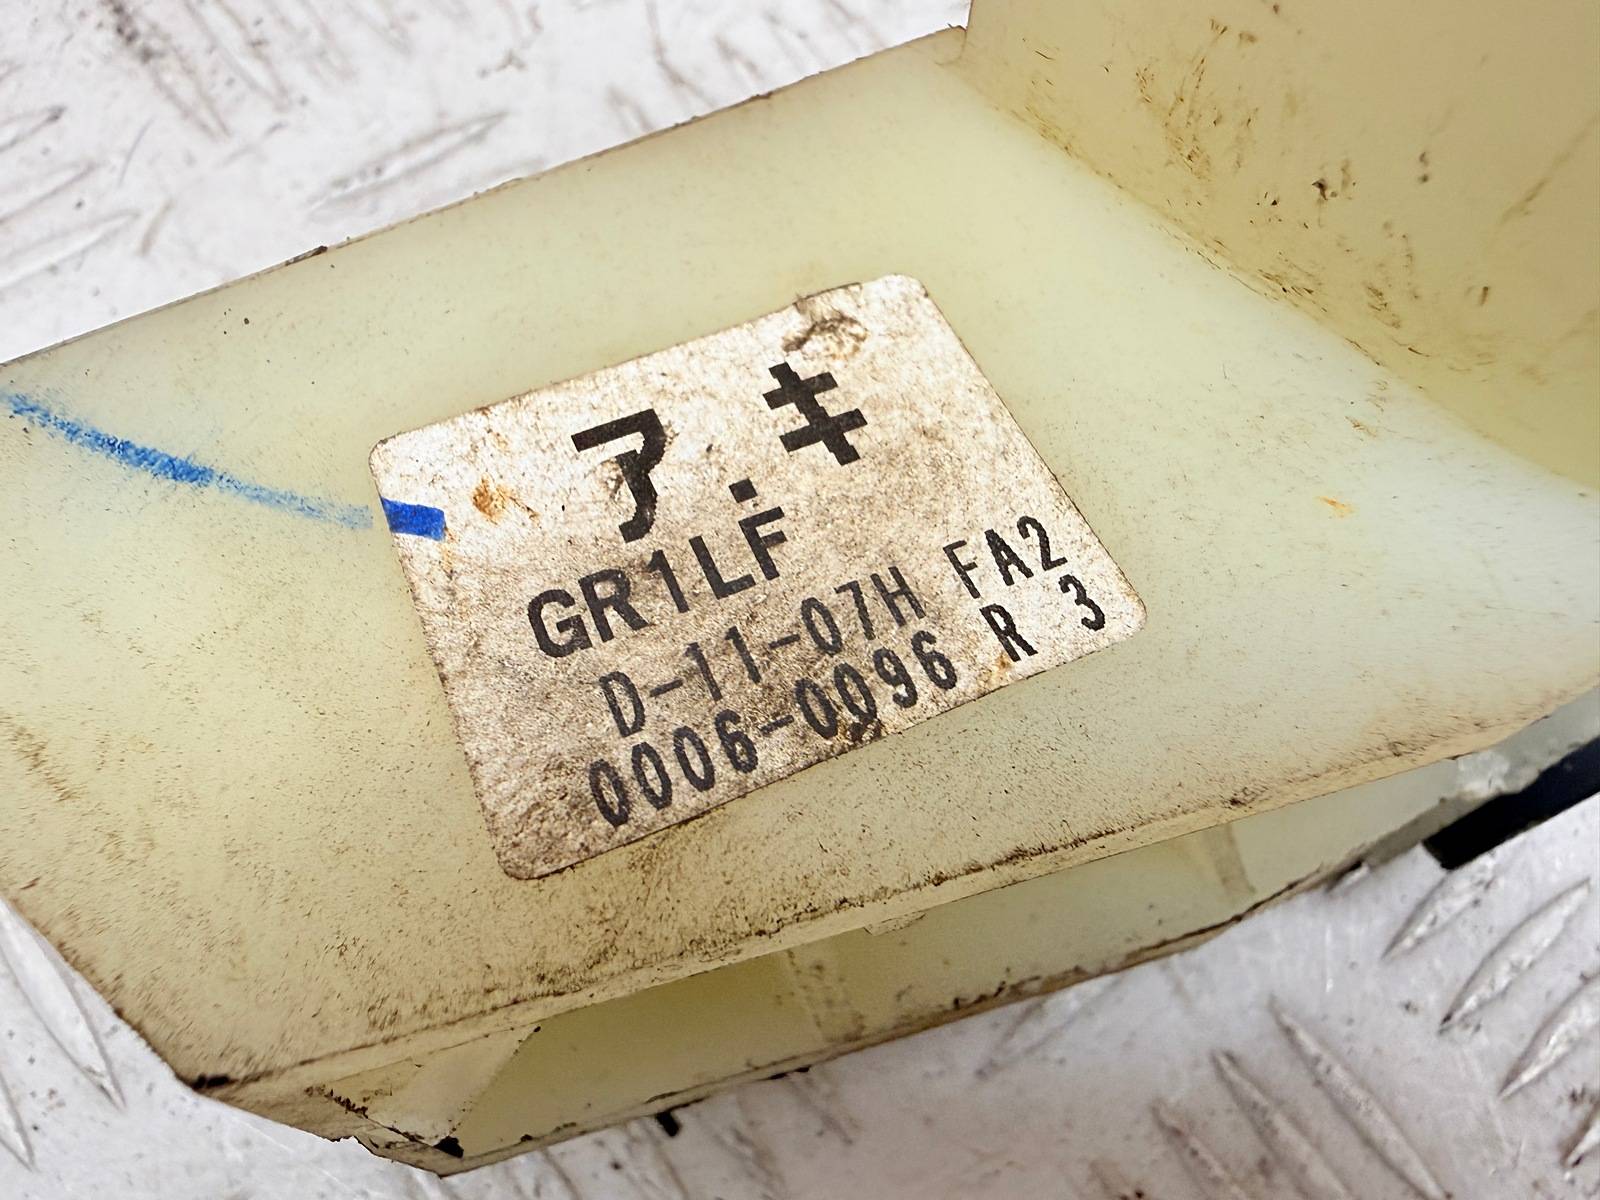 ア.キ
GR1LF
D-11-07H FA2
0006-0096 R 3